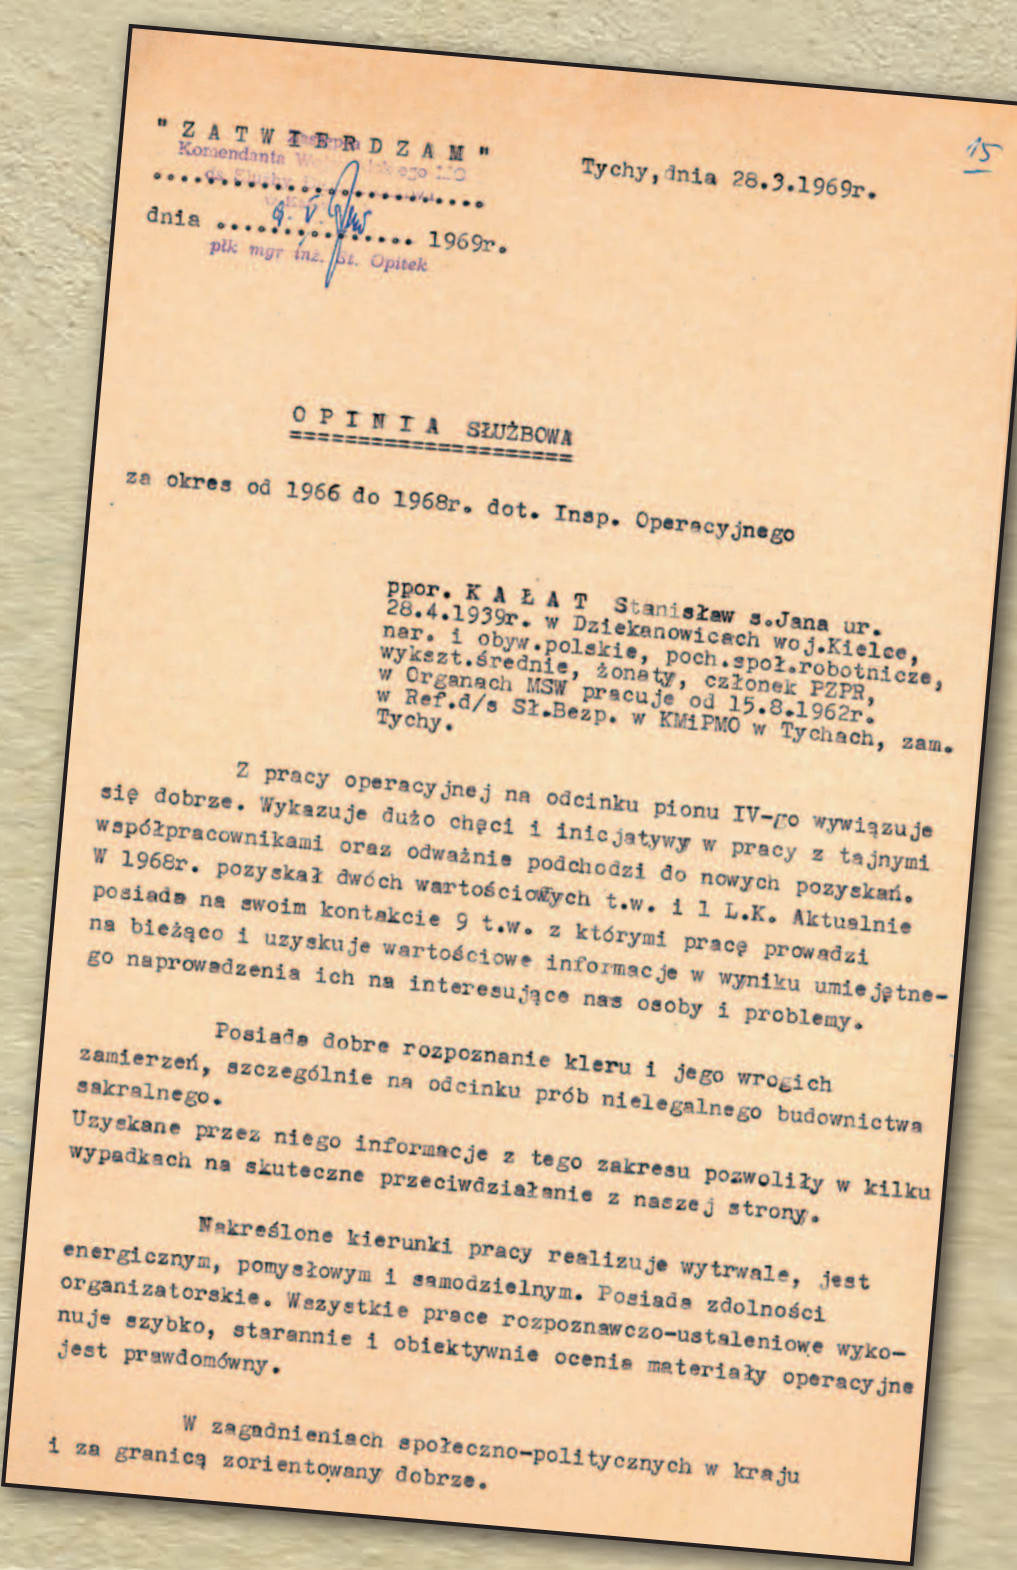 "ZATWIERDZAM"
Zastępca
Komendanta
ds. Służby
dnia ............... 1969r.
płk mgr inż. St. Opitek
Tychy,dnia 28.3.1969r.
15
OPINIA SŁUŻBOWA
za okres od 1966 do 1968r. dot. Insp. Operacyjnego
ppor. KAŁAT Stanisław s.Jana ur.
28.4.1939r. w Dziekanowicach woj.Kielce,
nar. i obyw.polskie, poch.społ.robotnicze,
wykszt.średnie, żonaty, członek PZPR,
w Organach MSW pracuje od 15.8.1962r.
w Ref.d/s Sł.Bezp. w KMiPMO w Tychach, zam.
Tychy.
Z pracy operacyjnej na odcinku pionu IV-go wywiązuje
się dobrze. Wykazuje dużo chęci i inicjatywy w pracy z tajnymi
współpracownikami oraz odważnie podchodzi do nowych pozyskań.
W 1968r. pozyskał dwóch wartościowych t.w. i 1 L.K. Aktualnie
posiada na swoim kontakcie 9 t.w. z którymi pracę prowadzi
na bieżąco i uzyskuje wartościowe informacje w wyniku umiejętne-
go naprowadzenia ich na interesujące nas osoby i problemy.
Posiada dobre rozpoznanie kleru i jego wrogich
zamierzeń, szczególnie na odcinku prób nielegalnego budownictwa
sakralnego.
Uzyskane przez niego informacje z tego zakresu pozwoliły w kilku
wypadkach na skuteczne przeciwdziałanie z naszej strony.
Nakreślone kierunki pracy realizuje wytrwale, jest
energicznym, pomysłowym i samodzielnym. Posiada zdolności
organizatorskie. Wszystkie prace rozpoznawczo-ustaleniowe wyko-
nuje szybko, starannie i obiektywnie ocenia materiały operacyjne
jest prawdomówny.
W zagadnieniach społeczno-politycznych w kraju
i za granicą zorientowany dobrze.